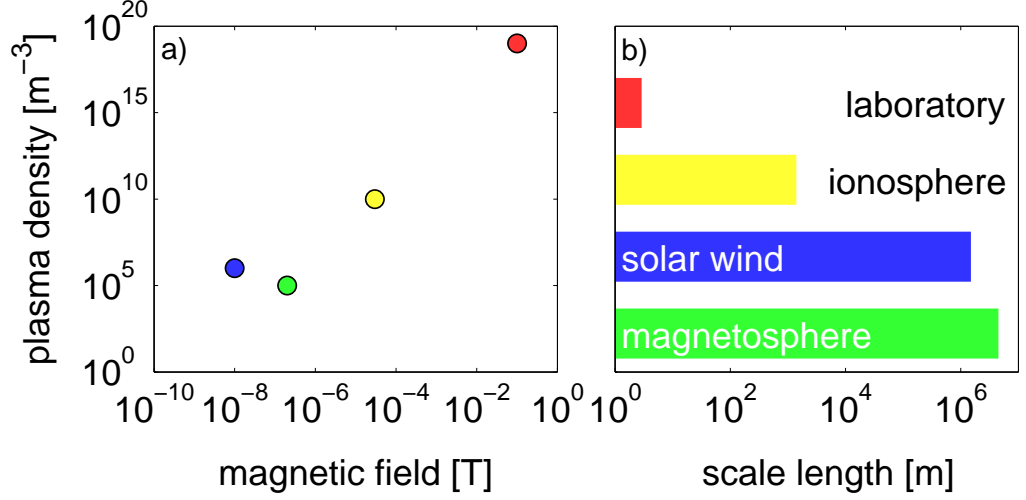 a)
plasma density [m⁻³]
10²⁰
10¹⁵
10¹⁰
10⁵
10⁰
10⁻¹⁰ 10⁻⁸ 10⁻⁶ 10⁻⁴ 10⁻² 10⁰
magnetic field [T]
b)
laboratory
ionosphere
solar wind
magnetosphere
10⁰ 10² 10⁴ 10⁶
scale length [m]